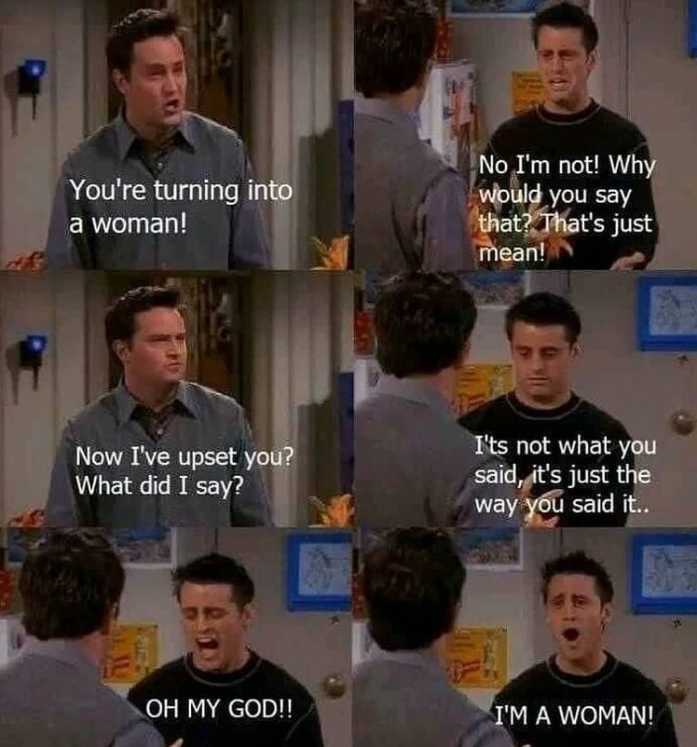 You're turning into
a woman!
No I'm not! Why
would you say
that? That's just
mean!
Now I've upset you?
What did I say?
I'ts not what you
said, it's just the
way you said it..
OH MY GOD!!
I'M A WOMAN!